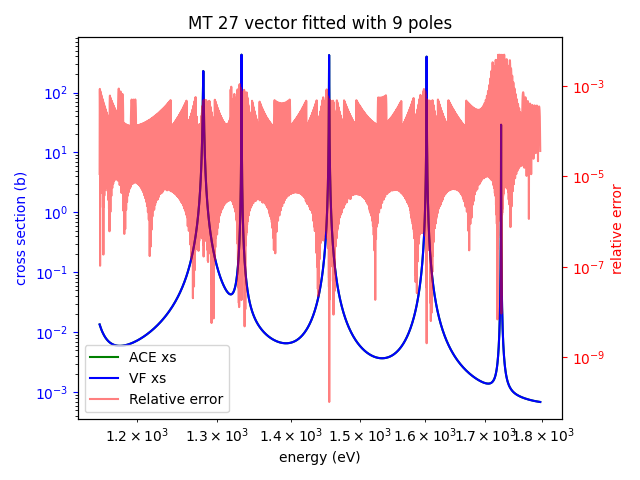 MT 27 vector fitted with 9 poles
10²
10¹
10⁰
10⁻¹
10⁻²
10⁻³
cross section (b)
10⁻³
10⁻⁵
10⁻⁷
10⁻⁹
relative error
ACE xs
VF xs
Relative error
1.2 × 10³ 1.3 × 10³ 1.4 × 10³ 1.5 × 10³ 1.6 × 10³ 1.7 × 10³ 1.8 × 10³
energy (eV)